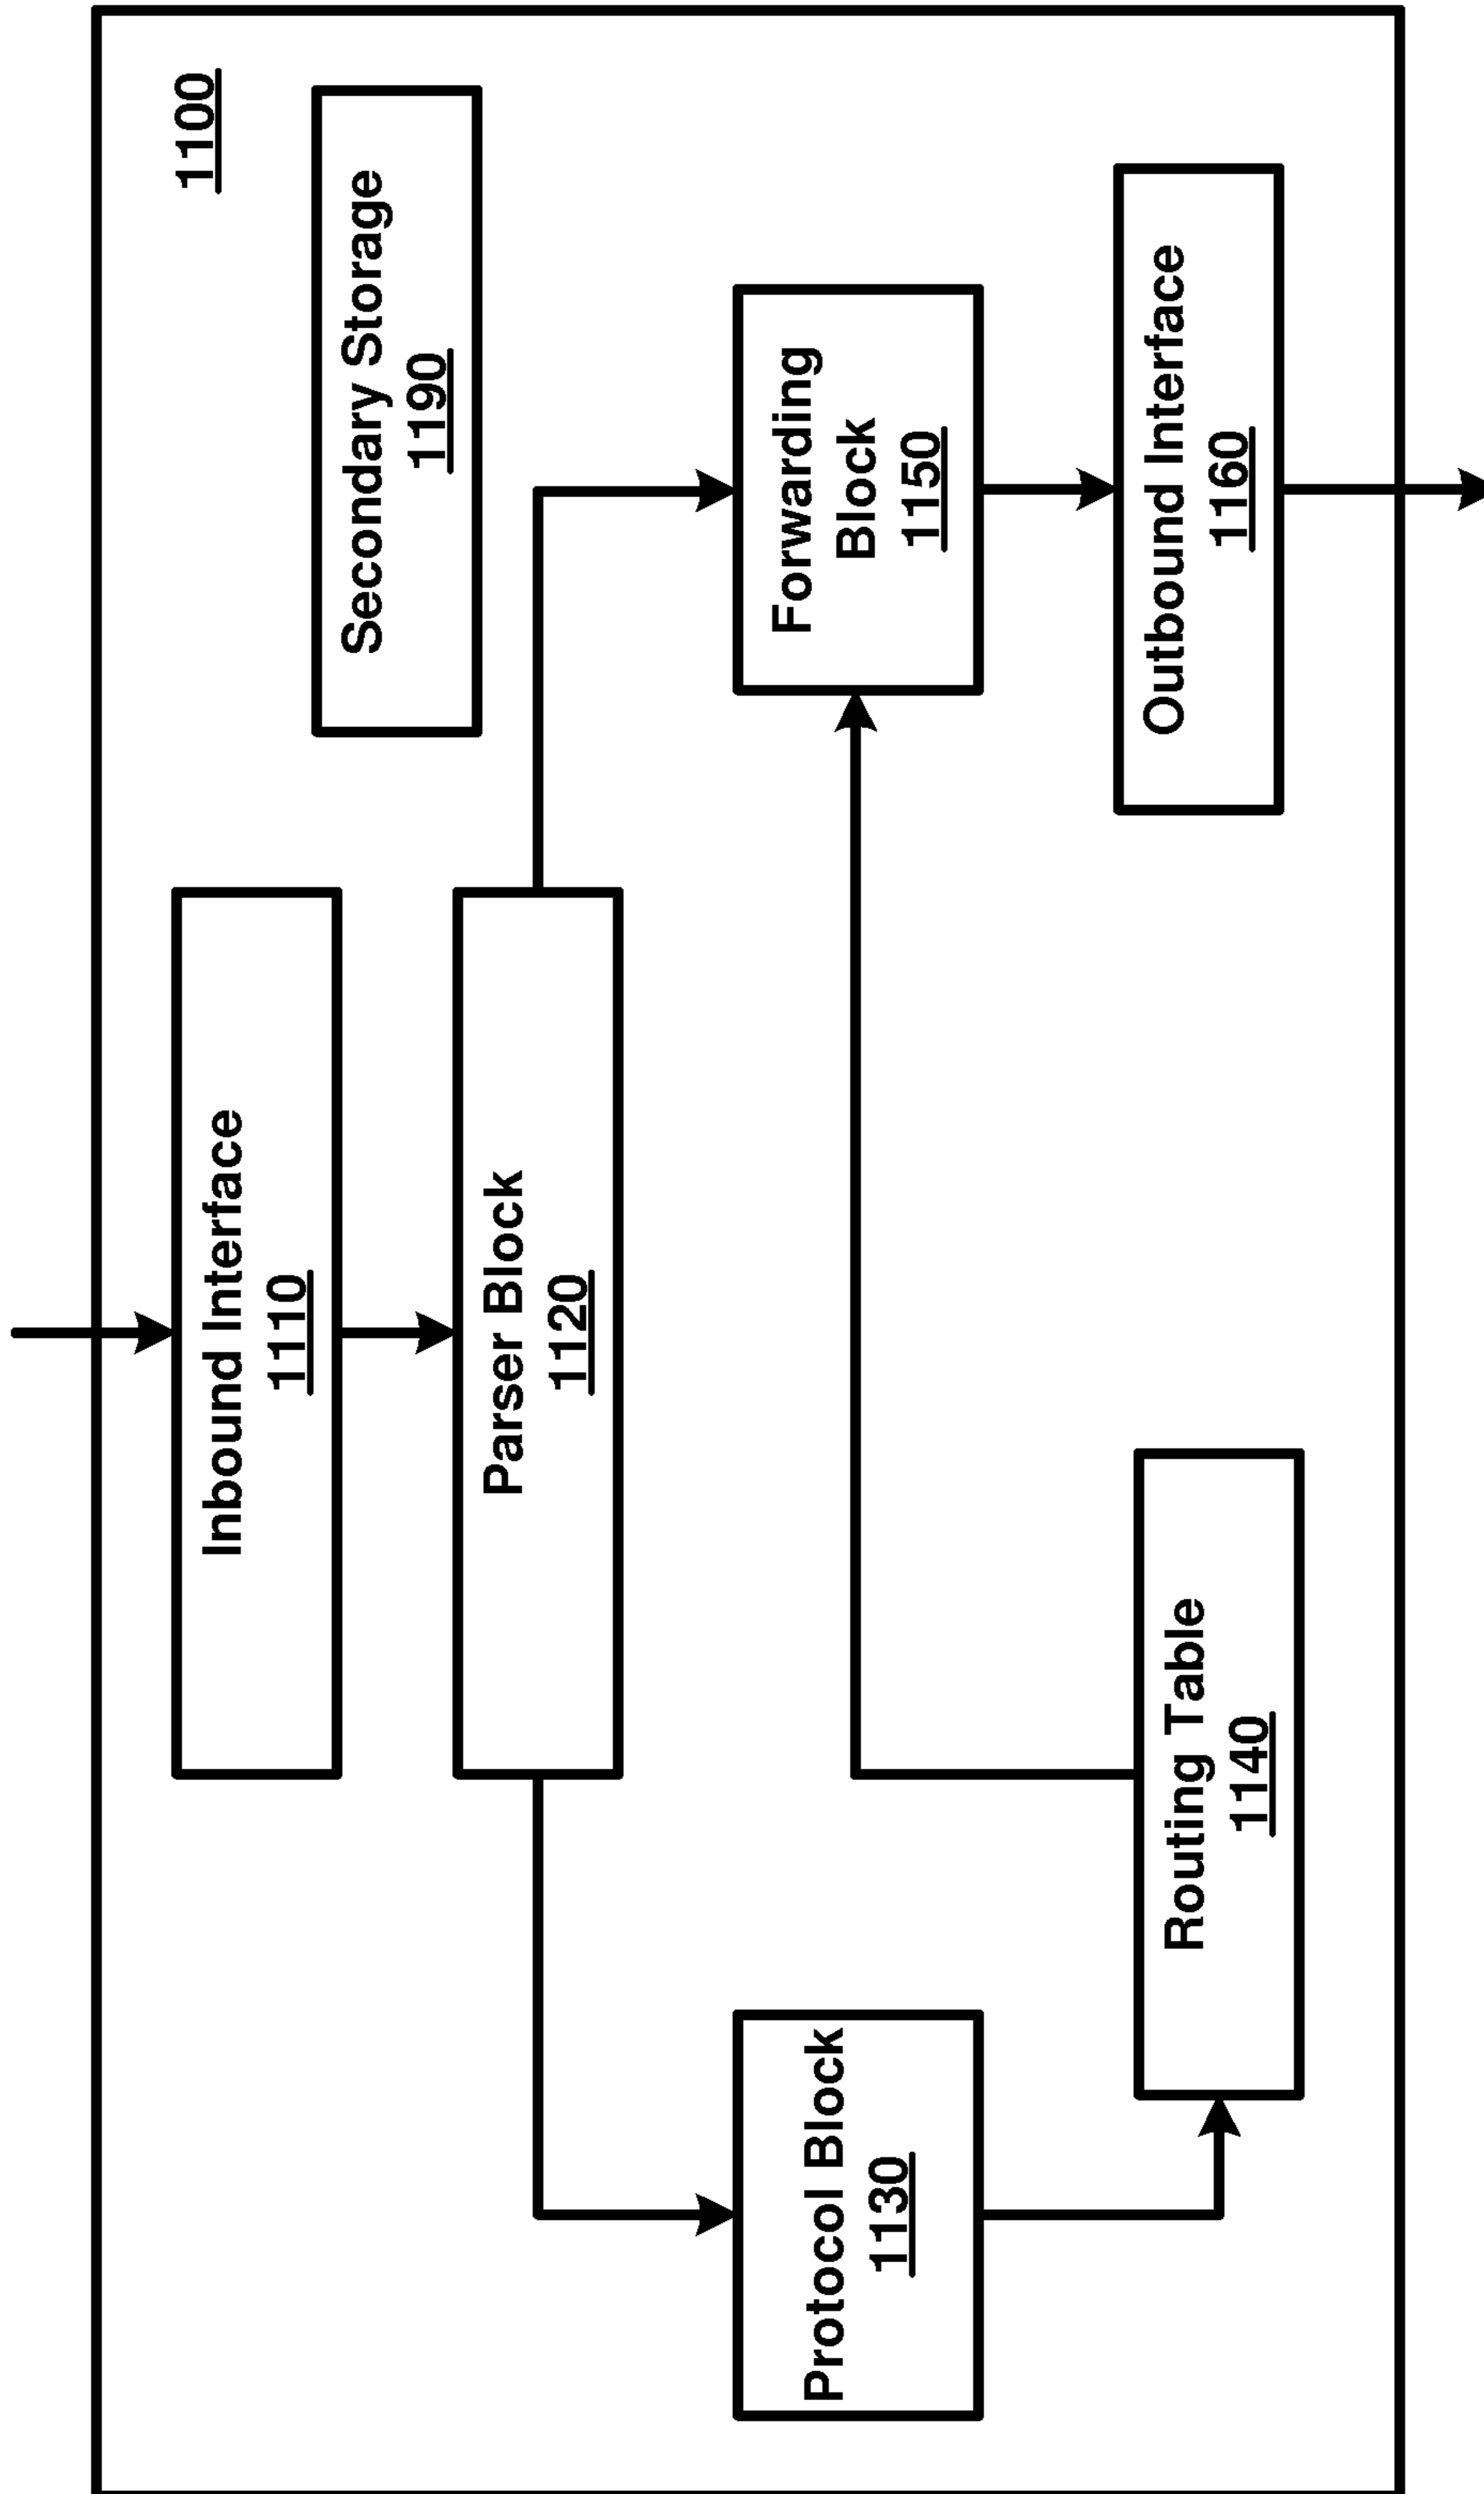 1100
Secondary Storage
1190
Inbound Interface
1110
Parser Block
1120
Forwarding
Block
1150
Protocol Block
1130
Outbound Interface
1160
Routing Table
1140